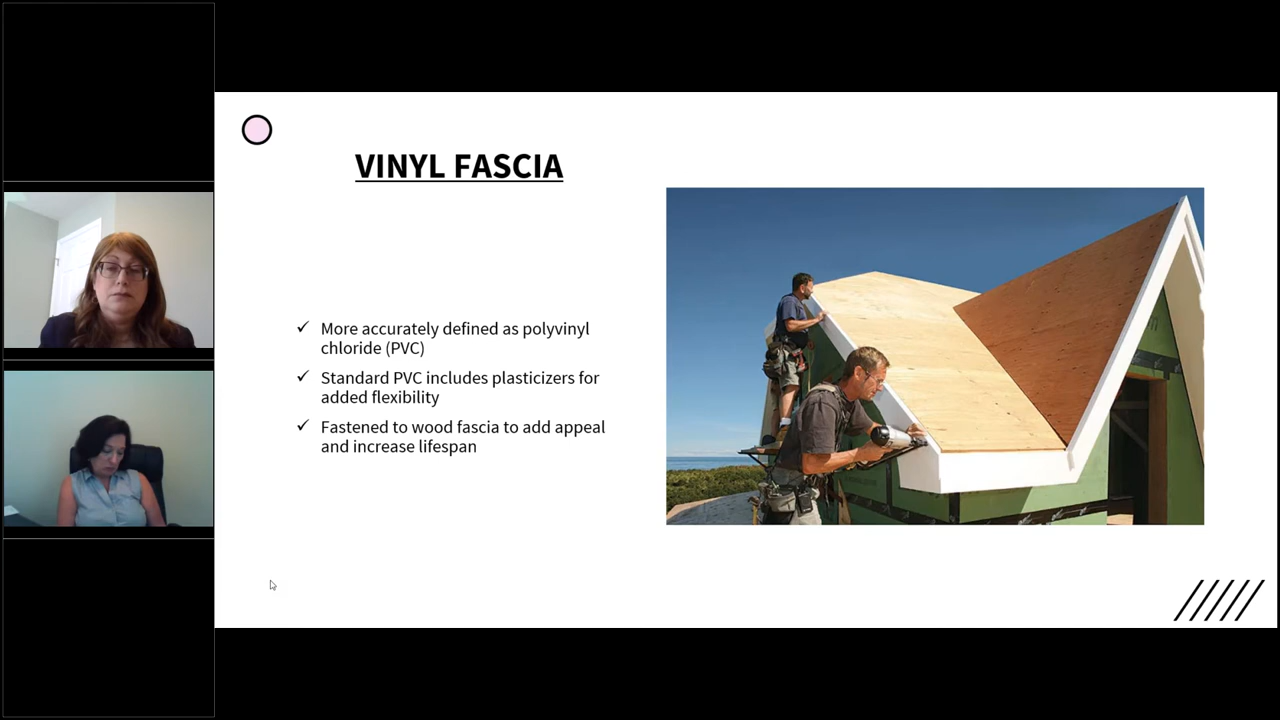 VINYL FASCIA
✓ More accurately defined as polyvinyl
chloride (PVC)
✓ Standard PVC includes plasticizers for
added flexibility
✓ Fastened to wood fascia to add appeal
and increase lifespan